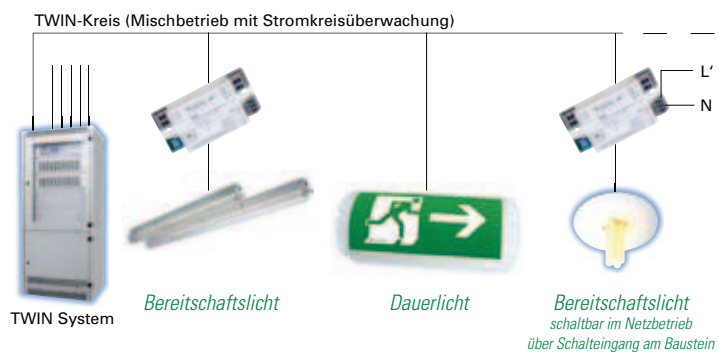 TWIN-Kreis (Mischbetrieb mit Stromkreisüberwachung)
L‘
N
TWIN System
Bereitschaftslicht
Dauerlicht
Bereitschaftslicht
schaltbar im Netzbetrieb
über Schalteingang am Baustein